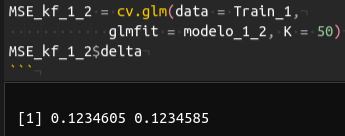 MSE_kf_1_2 = cv.glm(data = Train_1,
glmfit = modelo_1_2, K = 50)
MSE_kf_1_2$delta
```
[1] 0.1234605 0.1234585